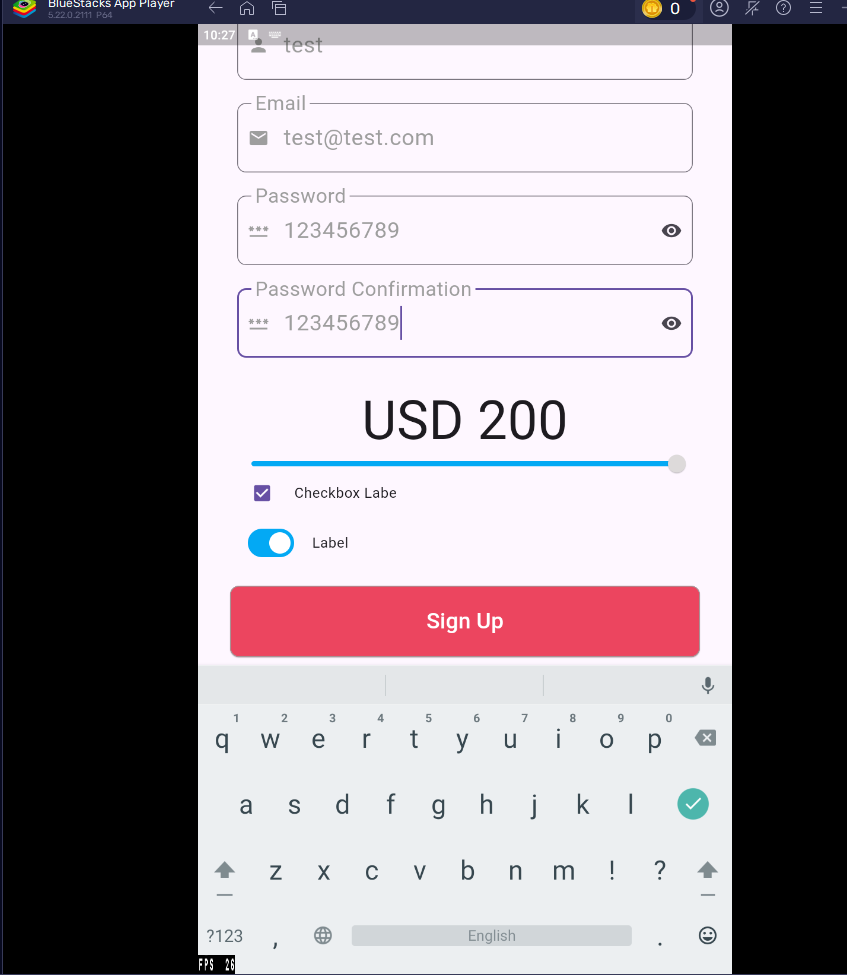 BlueStacks App Player
5.22.0.2111 P64
0
10:27 A
test
Email
test@test.com
Password
*** 123456789
Password Confirmation
*** 123456789
USD 200
Checkbox Labe
Label
Sign Up
1 2 3 4 5 6 7 8 9 0
q w e r t y u i o p
a s d f g h j k l
z x c v b n m ! ?
?123 , English .
FPS 26